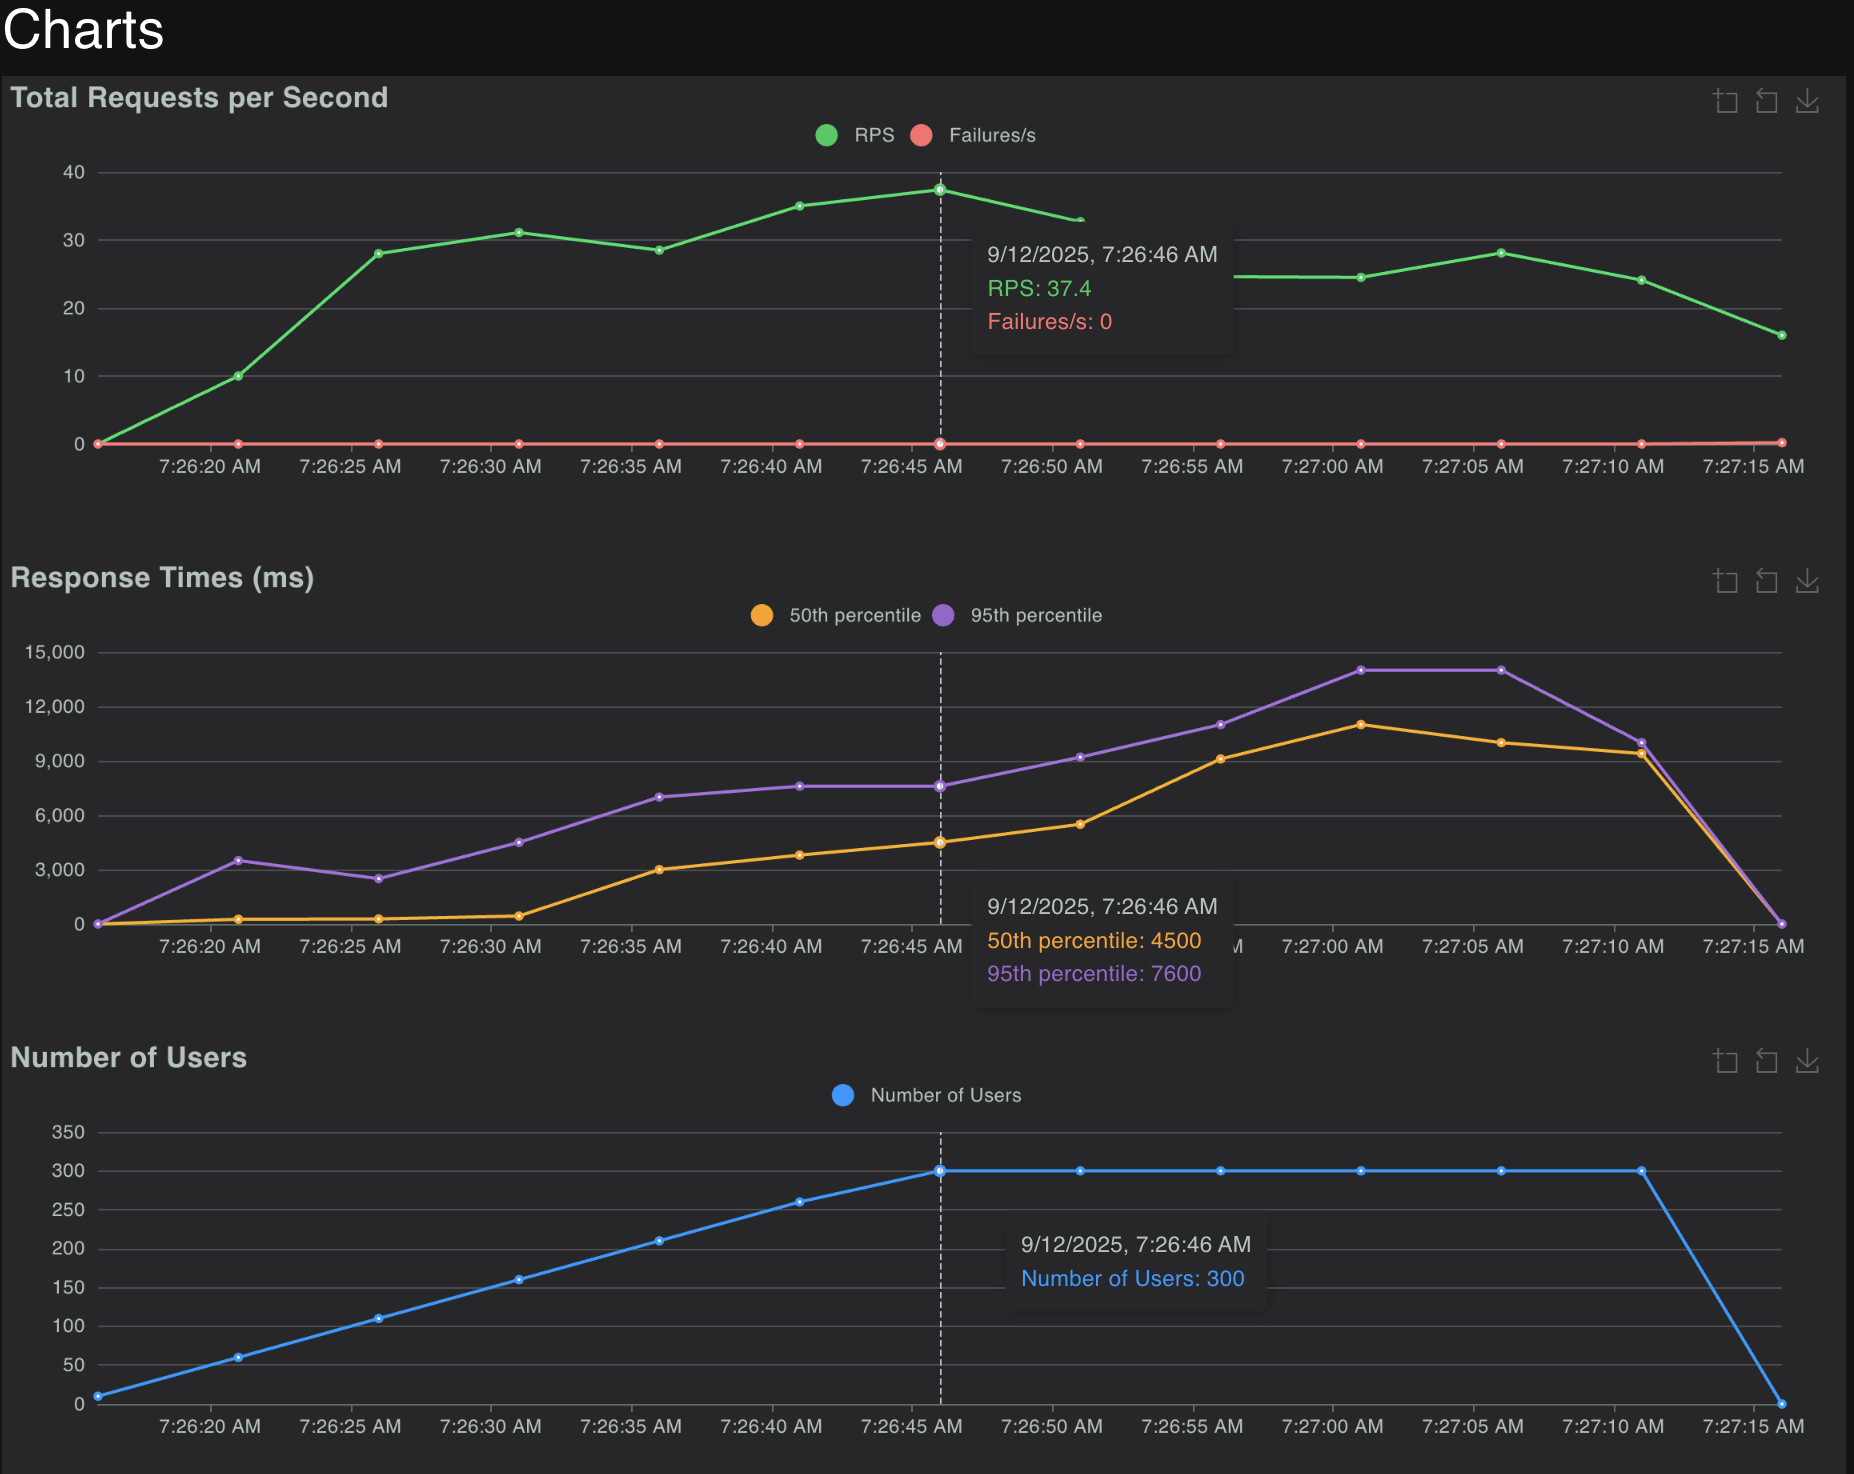 Charts
Total Requests per Second
RPS Failures/s
40
30
20
10
0
9/12/2025, 7:26:46 AM
RPS: 37.4
Failures/s: 0
7:26:20 AM 7:26:25 AM 7:26:30 AM 7:26:35 AM 7:26:40 AM 7:26:45 AM 7:26:50 AM 7:26:55 AM 7:27:00 AM 7:27:05 AM 7:27:10 AM 7:27:15 AM
Response Times (ms)
50th percentile 95th percentile
15,000
12,000
9,000
6,000
3,000
0
9/12/2025, 7:26:46 AM
50th percentile: 4500
95th percentile: 7600
7:26:20 AM 7:26:25 AM 7:26:30 AM 7:26:35 AM 7:26:40 AM 7:26:45 AM M 7:27:00 AM 7:27:05 AM 7:27:10 AM 7:27:15 AM
Number of Users
Number of Users
350
300
250
200
150
100
50
0
9/12/2025, 7:26:46 AM
Number of Users: 300
7:26:20 AM 7:26:25 AM 7:26:30 AM 7:26:35 AM 7:26:40 AM 7:26:45 AM 7:26:50 AM 7:26:55 AM 7:27:00 AM 7:27:05 AM 7:27:10 AM 7:27:15 AM